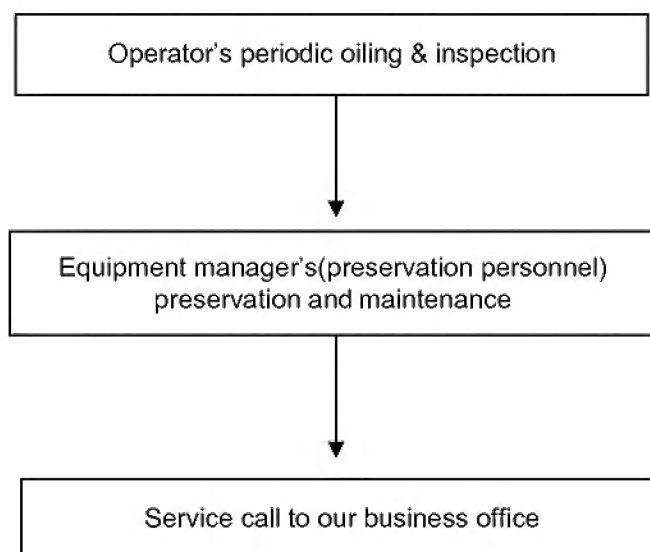 Operator’s periodic oiling & inspection
Equipment manager’s(preservation personnel)
preservation and maintenance
Service call to our business office